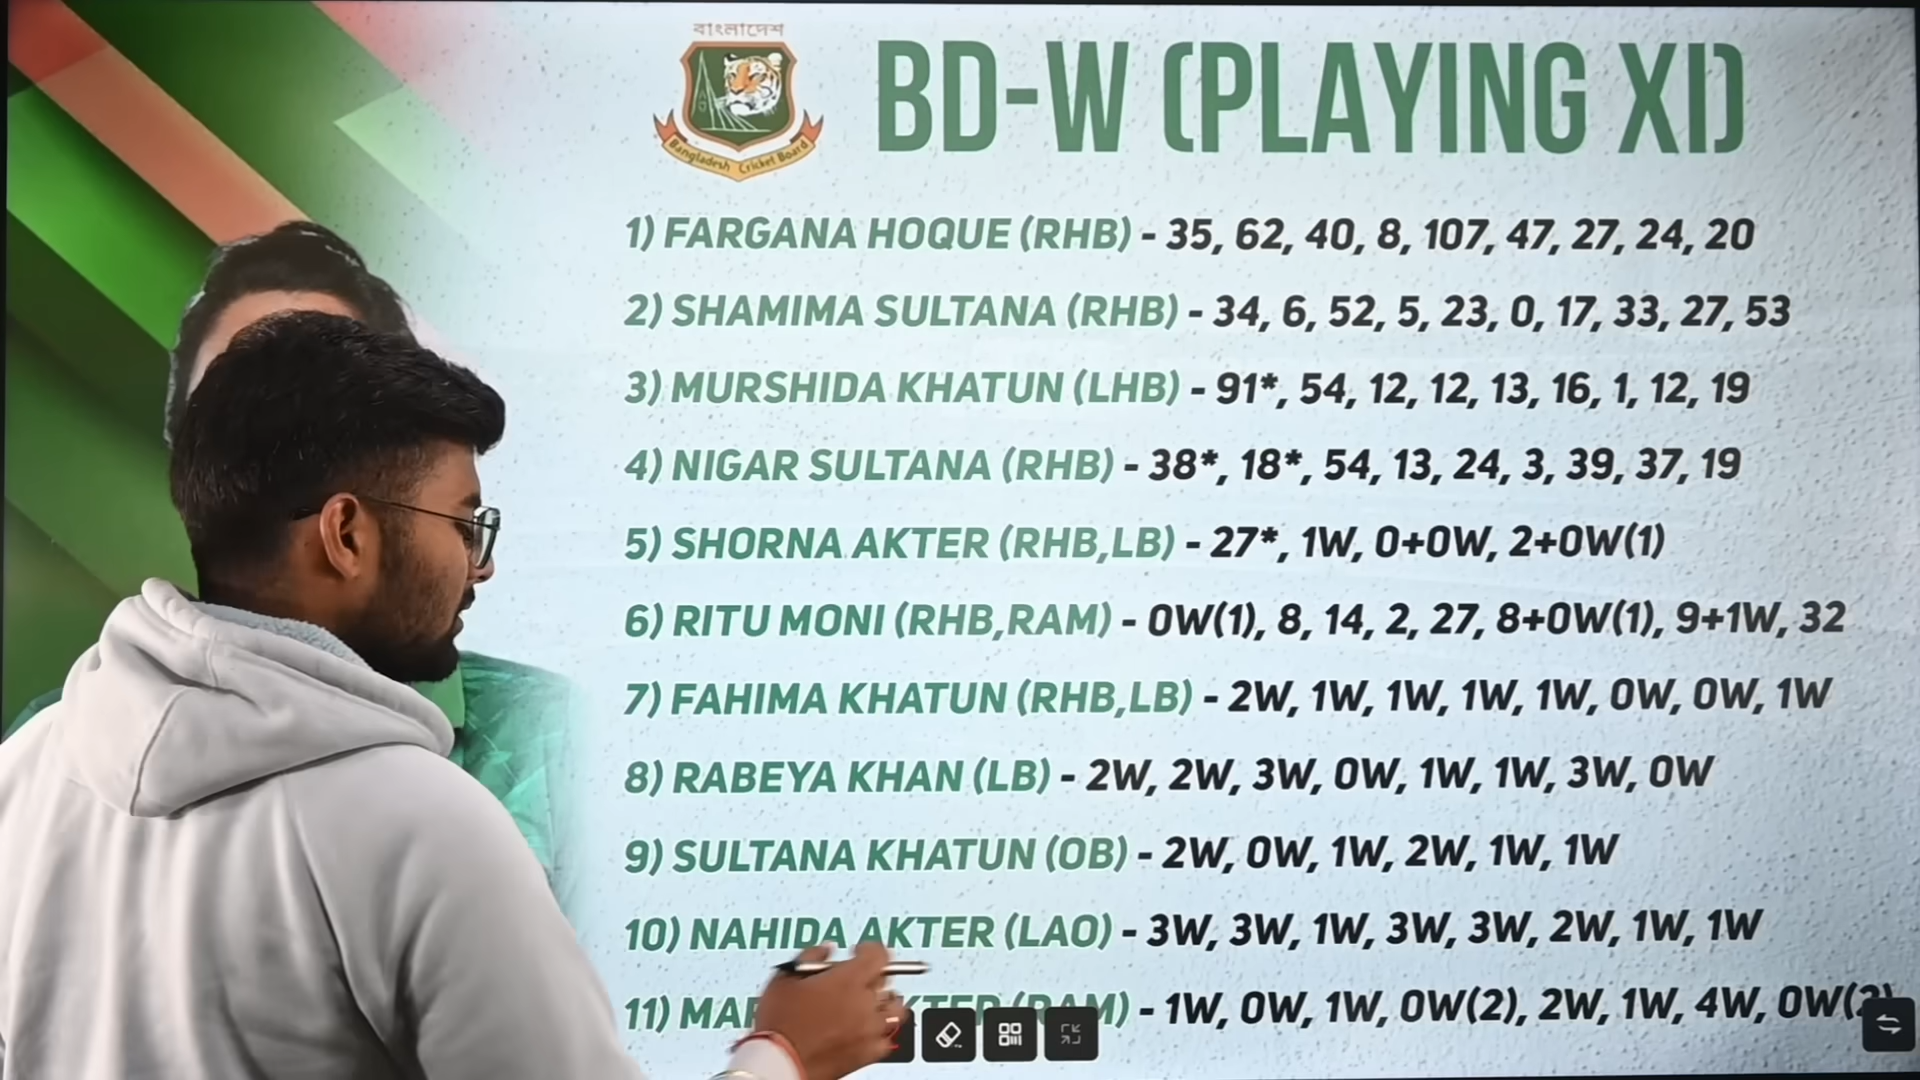 বাংলাদেশ
Bangladesh Cricket Board
BD-W (PLAYING XI)
1) FARGANA HOQUE (RHB) - 35, 62, 40, 8, 107, 47, 27, 24, 20
2) SHAMIMA SULTANA (RHB) - 34, 6, 52, 5, 23, 0, 17, 33, 27, 53
3) MURSHIDA KHATUN (LHB) - 91*, 54, 12, 12, 13, 16, 1, 12, 19
4) NIGAR SULTANA (RHB) - 38*, 18*, 54, 13, 24, 3, 39, 37, 19
5) SHORNA AKTER (RHB,LB) - 27*, 1W, 0+0W, 2+0W(1)
6) RITU MONI (RHB,RAM) - 0W(1), 8, 14, 2, 27, 8+0W(1), 9+1W, 32
7) FAHIMA KHATUN (RHB,LB) - 2W, 1W, 1W, 1W, 1W, 0W, 0W, 1W
8) RABEYA KHAN (LB) - 2W, 2W, 3W, 0W, 1W, 1W, 3W, 0W
9) SULTANA KHATUN (OB) - 2W, 0W, 1W, 2W, 1W, 1W
10) NAHIDA AKTER (LAO) - 3W, 3W, 1W, 3W, 3W, 2W, 1W, 1W
11) - 1W, 0W, 1W, 0W(2), 2W, 1W, 4W,